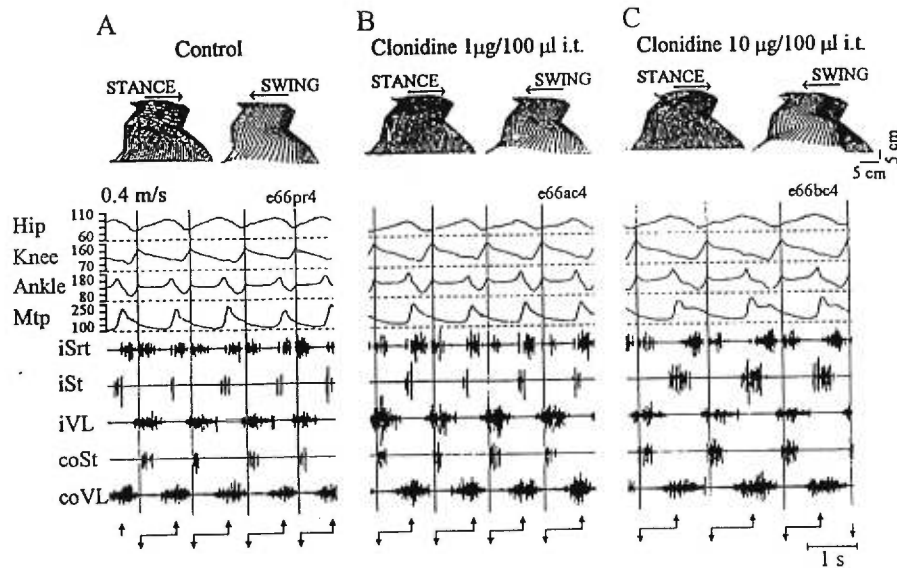 A
B
C
Control
Clonidine 1μg/100 μl i.t.
Clonidine 10 μg/100 μl i.t.
STANCE
SWING
STANCE
SWING
STANCE
SWING
5 cm
5 cm
0.4 m/s
e66pr4
e66ac4
e66bc4
Hip
110
60
Knee
160
70
Ankle
180
80
Mtp
250
100
iSrt
iSt
iVL
coSt
coVL
1 s